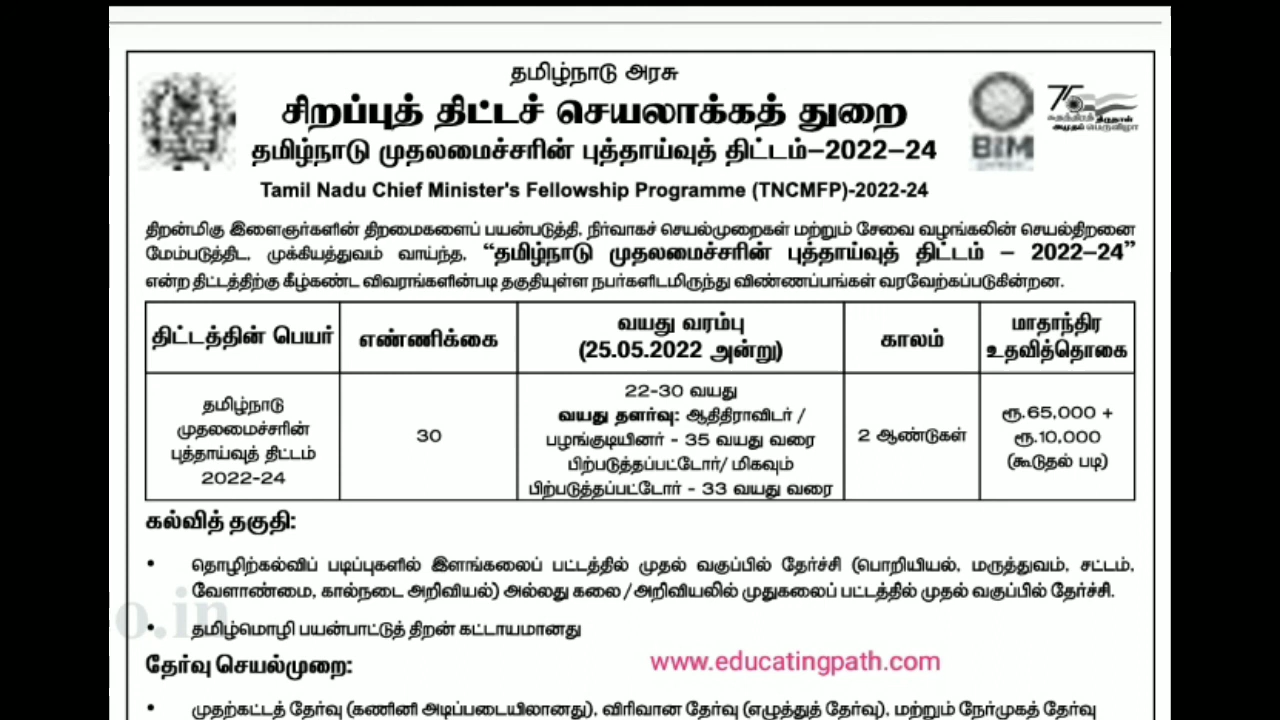 தமிழ்நாடு அரசு
சிறப்புத் திட்டச் செயலாக்கத் துறை
தமிழ்நாடு முதலமைச்சரின் புத்தாய்வுத் திட்டம்–2022–24
Tamil Nadu Chief Minister's Fellowship Programme (TNCMFP)-2022-24
BIM
75
சுதந்திரத் திருநாள்
அமுதப் பெருவிழா
திறன்மிகு இளைஞர்களின் திறமைகளைப் பயன்படுத்தி, நிர்வாகச் செயல்முறைகள் மற்றும் சேவை வழங்கலின் செயல்திறனை
மேம்படுத்திட, முக்கியத்துவம் வாய்ந்த, “தமிழ்நாடு முதலமைச்சரின் புத்தாய்வுத் திட்டம் – 2022–24”
என்ற திட்டத்திற்கு கீழ்கண்ட விவரங்களின்படி தகுதியுள்ள நபர்களிடமிருந்து விண்ணப்பங்கள் வரவேற்கப்படுகின்றன.
திட்டத்தின் பெயர்
எண்ணிக்கை
வயது வரம்பு
(25.05.2022 அன்று)
காலம்
மாதாந்திர
உதவித்தொகை
தமிழ்நாடு
முதலமைச்சரின்
புத்தாய்வுத் திட்டம்
2022-24
30
22-30 வயது
வயது தளர்வு: ஆதிதிராவிடர் /
பழங்குடியினர் - 35 வயது வரை
பிற்படுத்தப்பட்டோர்/ மிகவும்
பிற்படுத்தப்பட்டோர் - 33 வயது வரை
2 ஆண்டுகள்
ரூ.65,000 +
ரூ.10,000
(கூடுதல் படி)
கல்வித் தகுதி:
• தொழிற்கல்விப் படிப்புகளில் இளங்கலைப் பட்டத்தில் முதல் வகுப்பில் தேர்ச்சி (பொறியியல், மருத்துவம், சட்டம்,
வேளாண்மை, கால்நடை அறிவியல்) அல்லது கலை / அறிவியலில் முதுகலைப் பட்டத்தில் முதல் வகுப்பில் தேர்ச்சி.
o.in
• தமிழ்மொழி பயன்பாட்டுத் திறன் கட்டாயமானது
தேர்வு செயல்முறை:
www.educatingpath.com
• முதற்கட்டத் தேர்வு (கணினி அடிப்படையிலானது), விரிவான தேர்வு (எழுத்துத் தேர்வு), மற்றும் நேர்முகத் தேர்வு